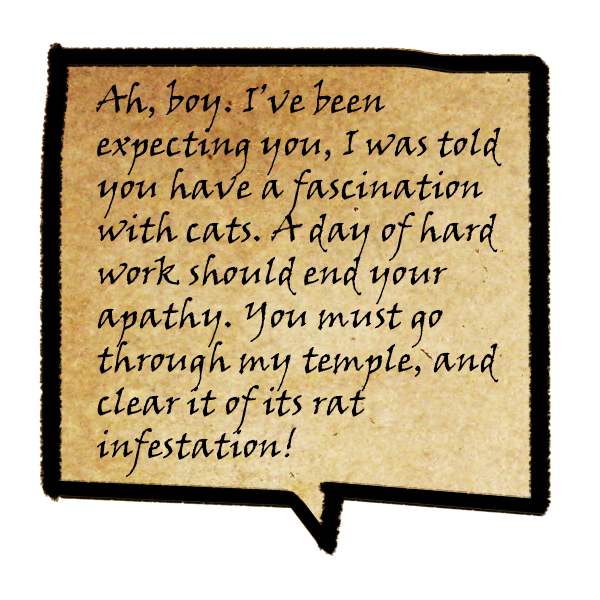 Ah, boy. I've been
expecting you, I was told
you have a fascination
with cats. A day of hard
work should end your
apathy. You must go
through my temple, and
clear it of its rat
infestation!